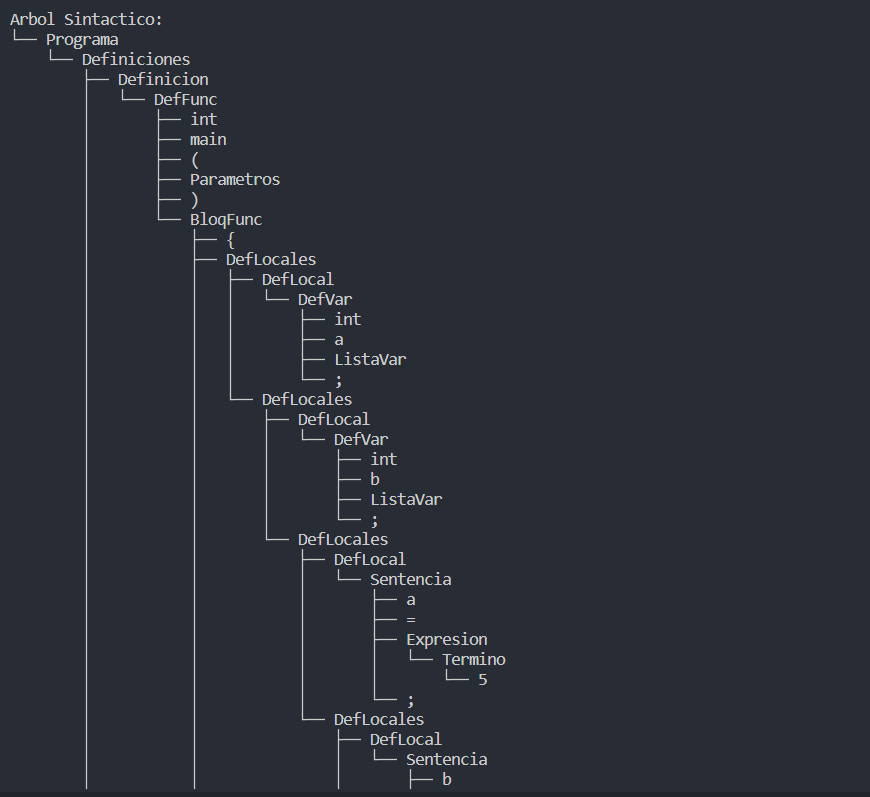 Arbol Sintactico:
└── Programa
    └── Definiciones
        ├── Definicion
        │   └── DefFunc
        │       ├── int
        │       ├── main
        │       ├── (
        │       ├── Parametros
        │       ├── )
        │       └── BloqFunc
        │           ├── {
        │           ├── DefLocales
        │           │   ├── DefLocal
        │           │   │   └── DefVar
        │           │   │       ├── int
        │           │   │       ├── a
        │           │   │       ├── ListaVar
        │           │   │       └── ;
        │           │   └── DefLocales
        │           │       ├── DefLocal
        │           │       │   └── DefVar
        │           │       │       ├── int
        │           │       │       ├── b
        │           │       │       ├── ListaVar
        │           │       │       └── ;
        │           │       └── DefLocales
        │           │           ├── DefLocal
        │           │           │   └── Sentencia
        │           │           │       ├── a
        │           │           │       ├── =
        │           │           │       ├── Expresion
        │           │           │       │   └── Termino
        │           │           │       │       └── 5
        │           │           │       └── ;
        │           │           └── DefLocales
        │           │               ├── DefLocal
        │           │               │   └── Sentencia
        │           │               │       ├── b